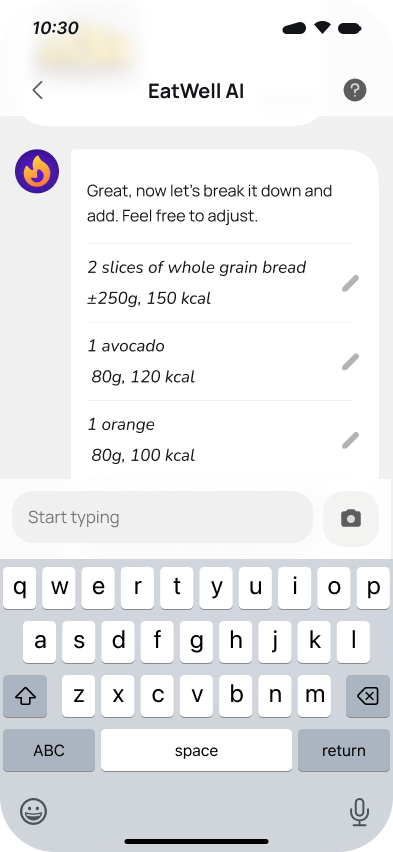 10:30
EatWell AI
?
Great, now let's break it down and
add. Feel free to adjust.
2 slices of whole grain bread
±250g, 150 kcal
1 avocado
80g, 120 kcal
1 orange
80g, 100 kcal
Start typing
q w e r t y u i o p
a s d f g h j k l
z x c v b n m
ABC space return